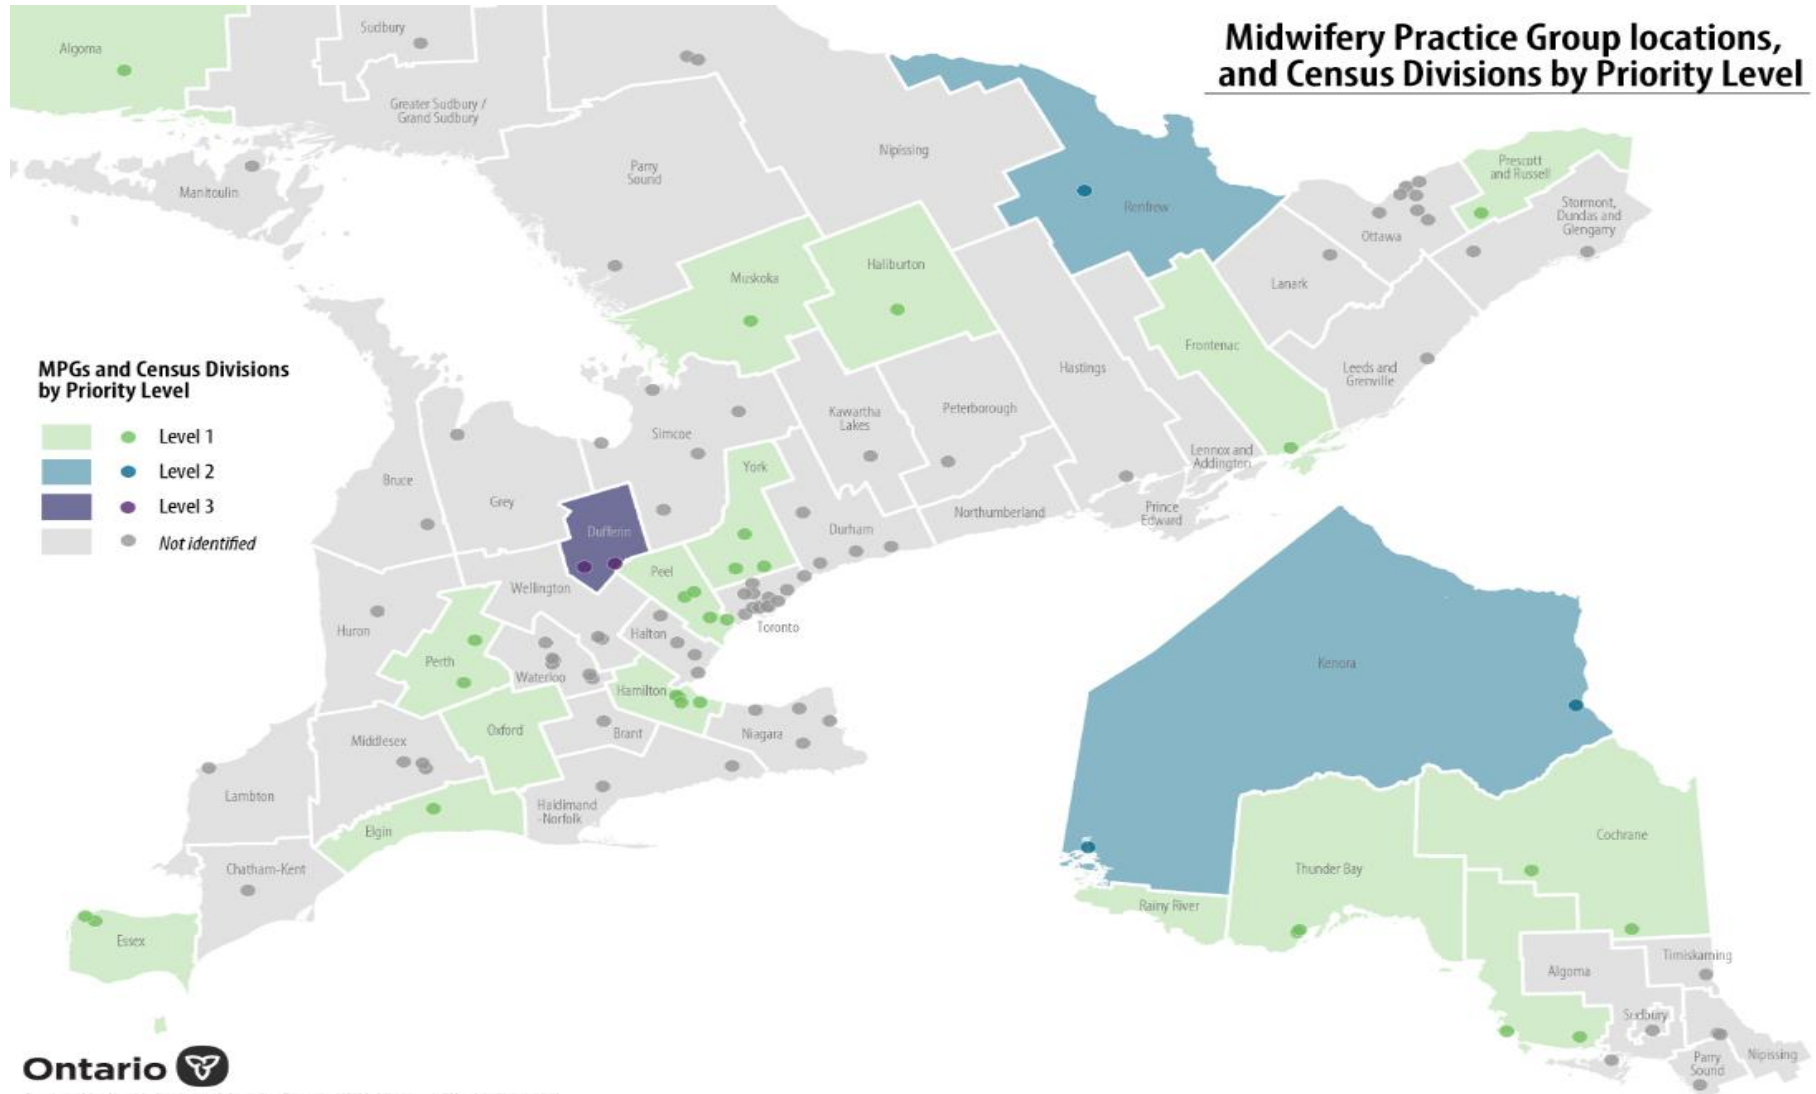 Midwifery Practice Group locations,
and Census Divisions by Priority Level
Algoma
Sudbury
Greater Sudbury /
Grand Sudbury
Manitoulin
Parry
Sound
Nipissing
Renfrew
Prescott
and Russell
Stormont,
Dundas and
Glengarry
Ottawa
Lanark
Muskoka
Haliburton
Frontenac
Leeds and
Grenville
Hastings
Kawartha
Lakes
Peterborough
Simcoe
York
Lennox and
Addington
Prince
Edward
Northumberland
Durham
Bruce
Grey
Dufferin
Peel
Wellington
Toronto
Huron
Halton
Perth
Waterloo
Hamilton
Oxford
Brant
Niagara
Middlesex
Lambton
Haldimand
-Norfolk
Elgin
Chatham-Kent
Essex
MPGs and Census Divisions
by Priority Level
Level 1
Level 2
Level 3
Not identified
Kenora
Cochrane
Thunder Bay
Rainy River
Timiskaming
Algoma
Sudbury
Parry
Sound
Nipissing
Ontario